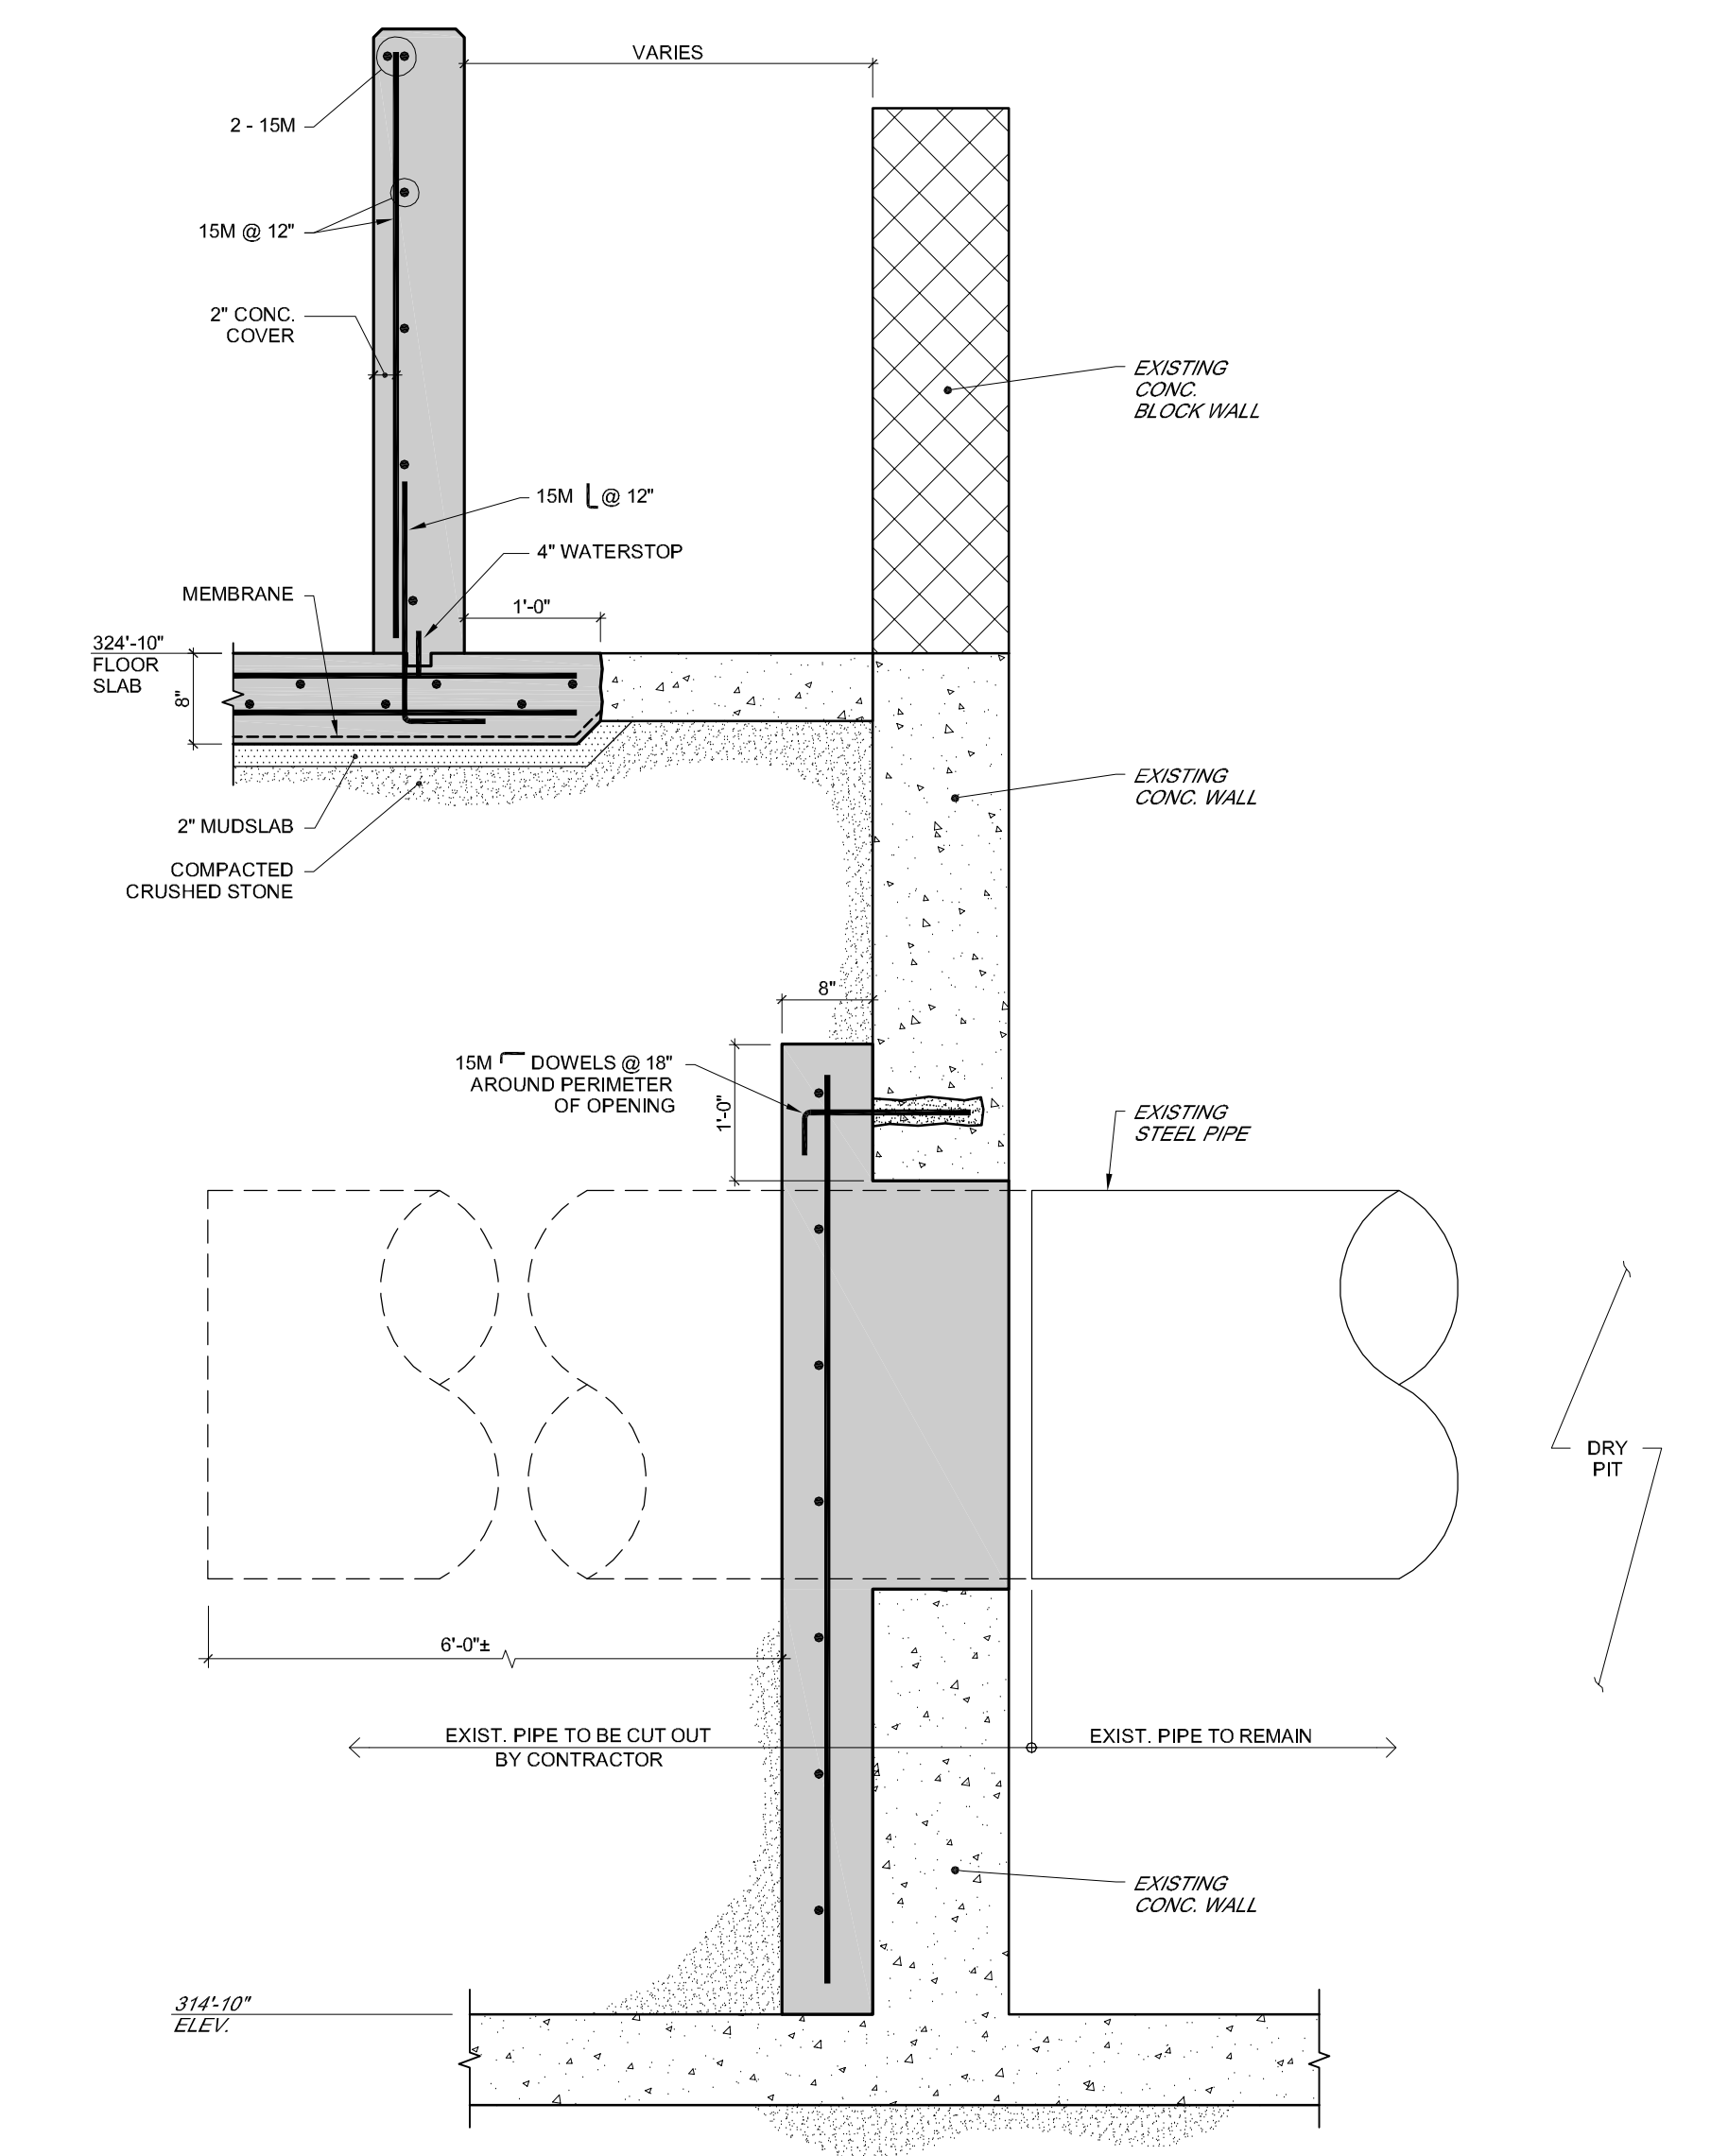 VARIES
2 - 15M
15M @ 12"
2" CONC.
COVER
EXISTING
CONC.
BLOCK WALL
15M @ 12"
4" WATERSTOP
MEMBRANE
1'-0"
324'-10"
FLOOR
SLAB
8"
EXISTING
CONC. WALL
2" MUDSLAB
COMPACTED
CRUSHED STONE
8"
15M DOWELS @ 18"
AROUND PERIMETER
OF OPENING
1'-0"
EXISTING
STEEL PIPE
DRY
PIT
6'-0"±
EXIST. PIPE TO BE CUT OUT
BY CONTRACTOR
EXIST. PIPE TO REMAIN
EXISTING
CONC. WALL
314'-10"
ELEV.